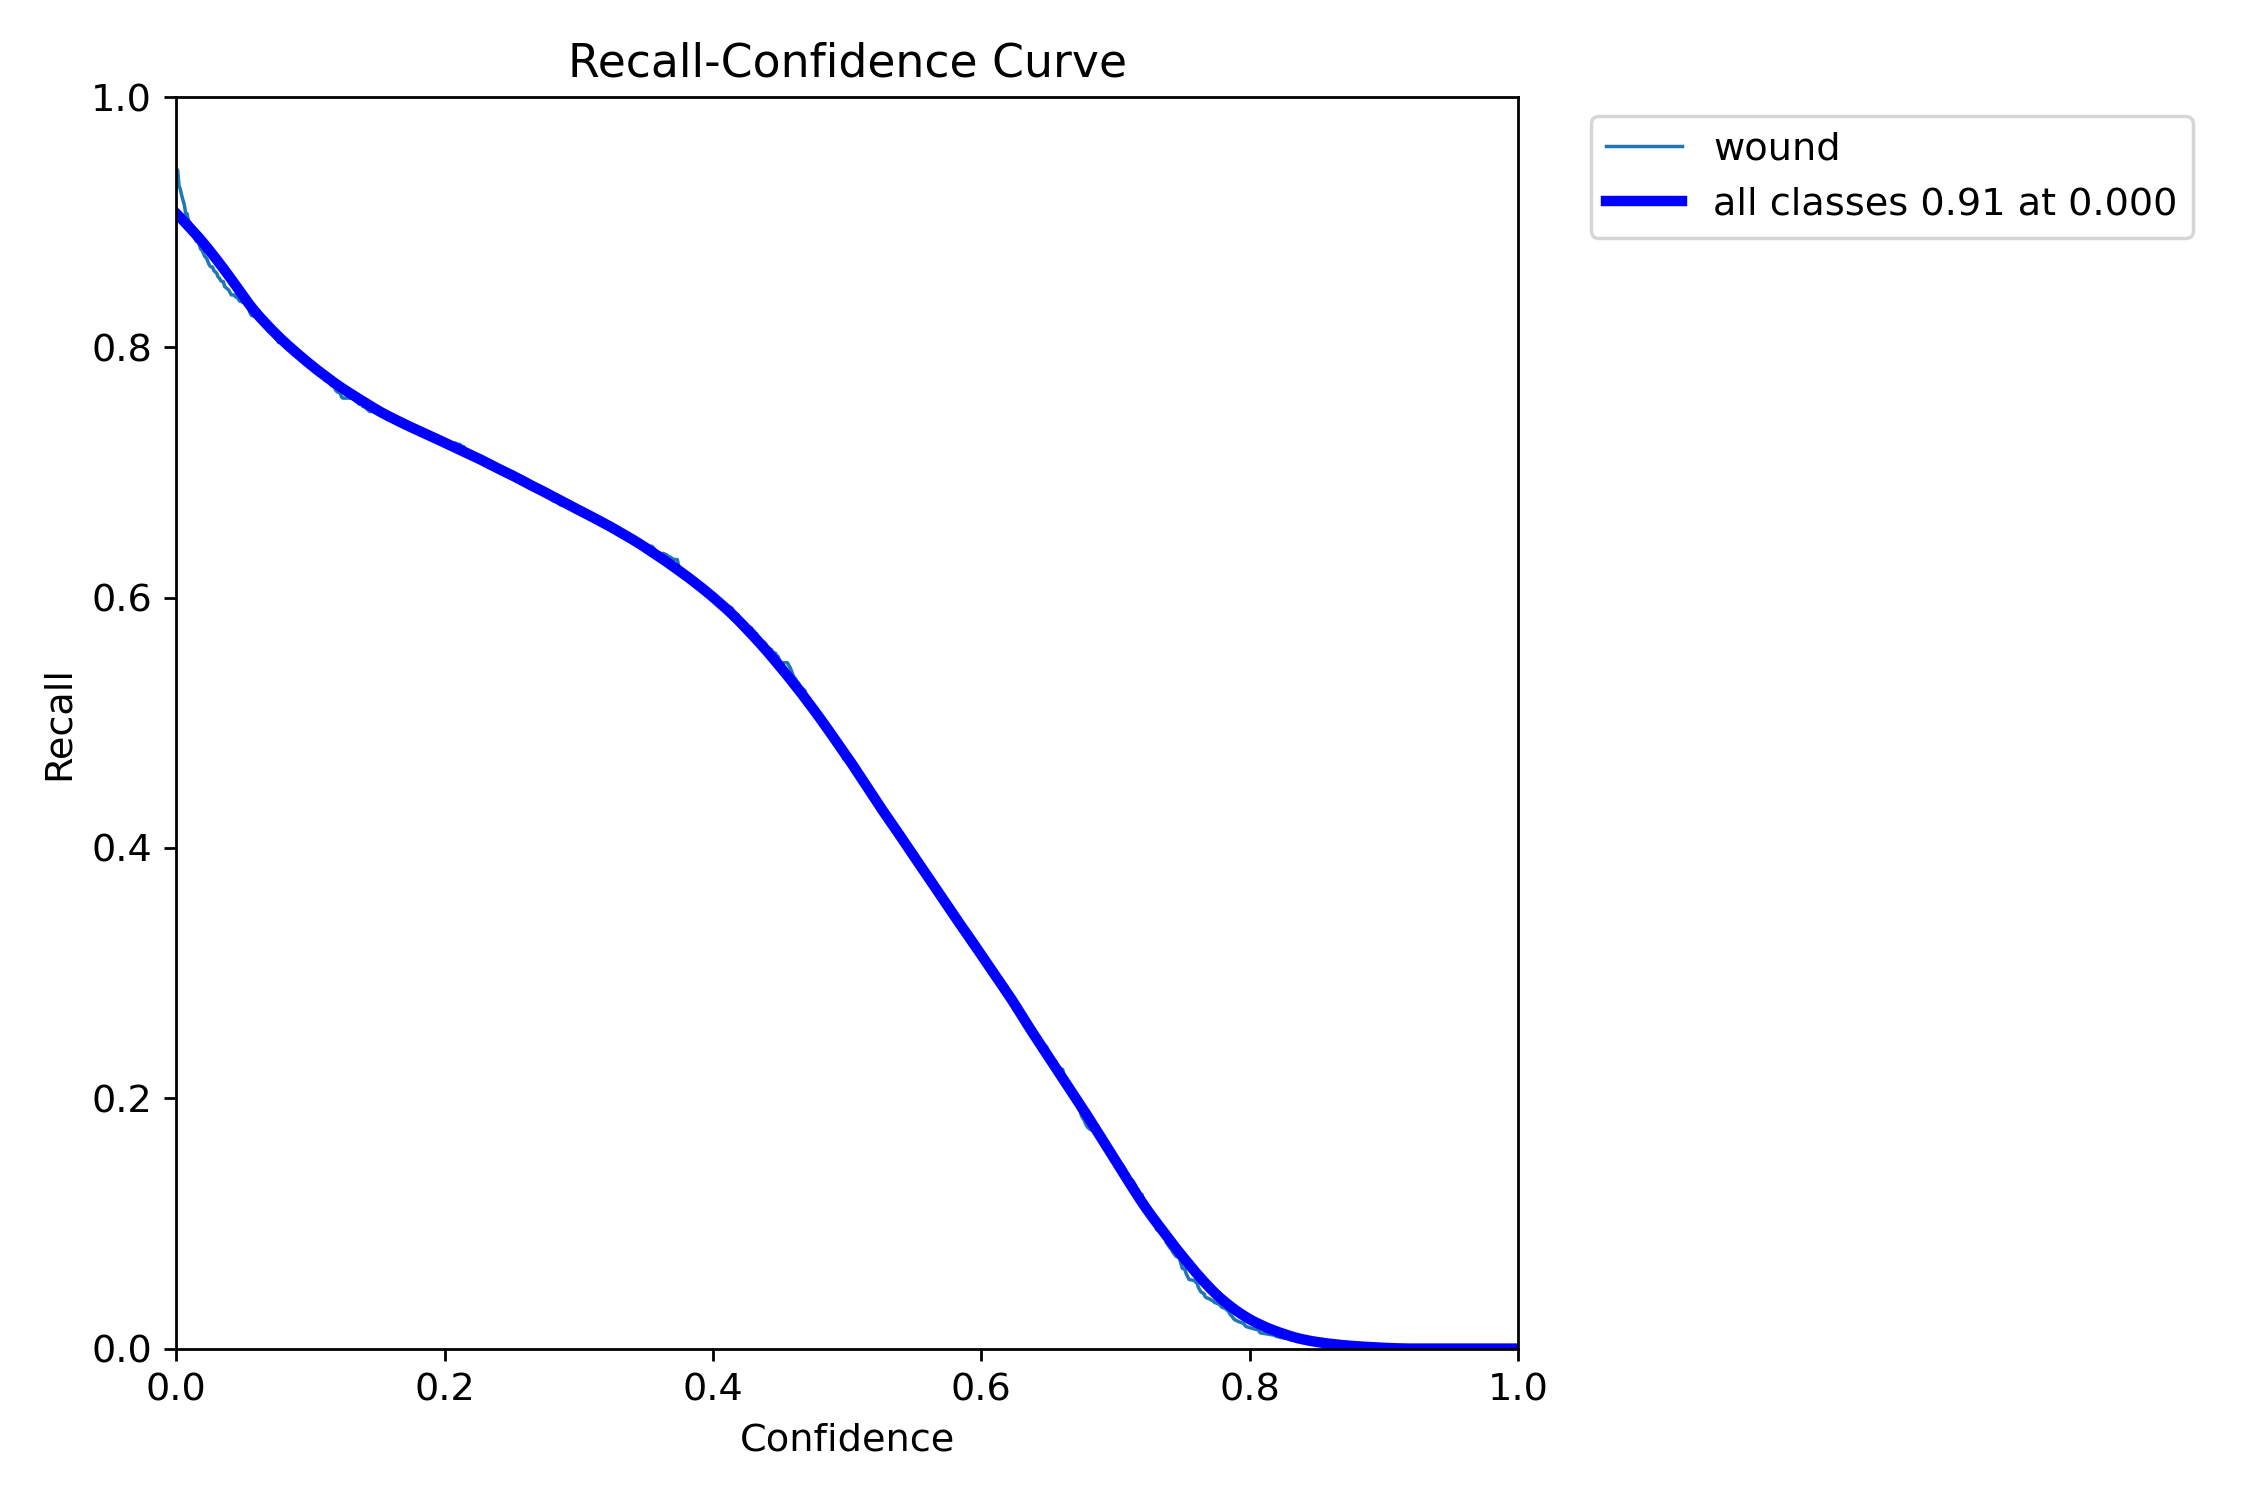 Recall-Confidence Curve
wound
all classes 0.91 at 0.000
1.0
0.8
0.6
0.4
0.2
0.0
Recall
0.0 0.2 0.4 0.6 0.8 1.0
Confidence